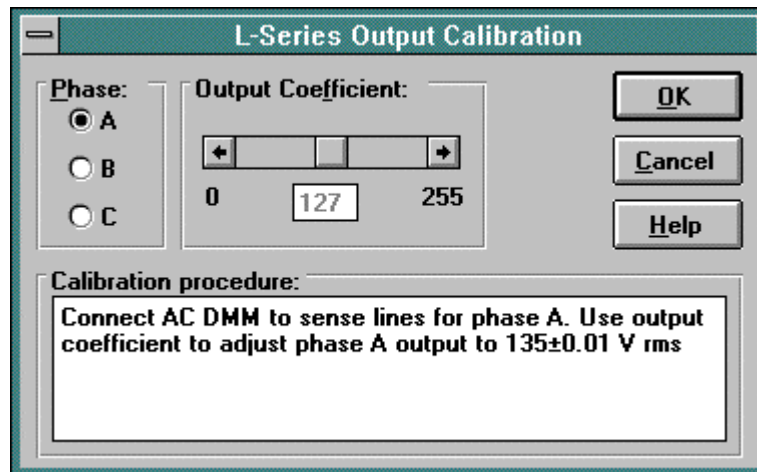 L-Series Output Calibration
Phase:
A
B
C
Output Coefficient:
0
127
255
OK
Cancel
Help
Calibration procedure:
Connect AC DMM to sense lines for phase A. Use output
coefficient to adjust phase A output to 135±0.01 V rms